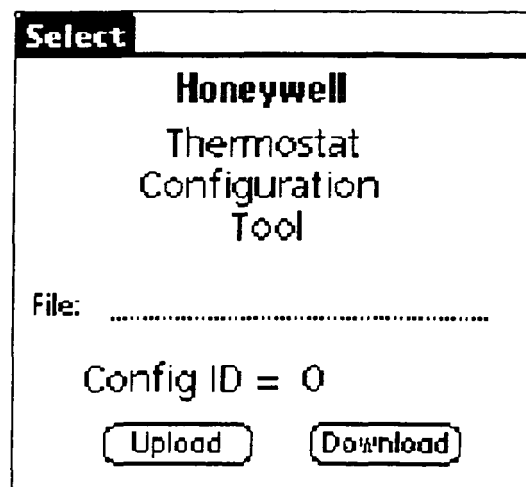 Select
Honeywell
Thermostat
Configuration
Tool
File:
Config ID = 0
Upload Download